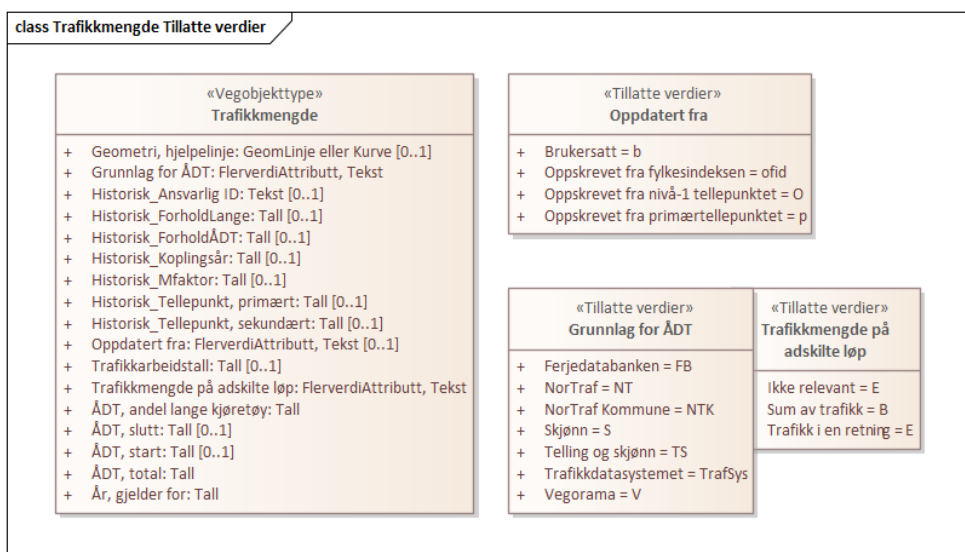 class Trafikkmengde Tillatte verdier
«Vegobjekttype»
Trafikkmengde
+ Geometri, hjelpelinje: GeomLinje eller Kurve [0..1]
+ Grunnlag for ÅDT: FlerverdiAttributt, Tekst
+ Historisk_Ansvarlig ID: Tekst [0..1]
+ Historisk_ForholdLange: Tall [0..1]
+ Historisk_ForholdÅDT: Tall [0..1]
+ Historisk_Koplingsår: Tall [0..1]
+ Historisk_Mfaktor: Tall [0..1]
+ Historisk_Tellepunkt, primært: Tall [0..1]
+ Historisk_Tellepunkt, sekundært: Tall [0..1]
+ Oppdatert fra: FlerverdiAttributt, Tekst [0..1]
+ Trafikkarbeidstall: Tall [0..1]
+ Trafikkmengde på adskilte løp: FlerverdiAttributt, Tekst
+ ÅDT, andel lange kjøretøy: Tall
+ ÅDT, slutt: Tall [0..1]
+ ÅDT, start: Tall [0..1]
+ ÅDT, total: Tall
+ År, gjelder for: Tall
«Tillatte verdier»
Oppdatert fra
+ Brukersatt = b
+ Oppskrevet fra fylkesindeksen = ofid
+ Oppskrevet fra nivå-1 tellepunktet = O
+ Oppskrevet fra primærtellepunktet = p
«Tillatte verdier»
Grunnlag for ÅDT
+ Ferjedatabanken = FB
+ NorTraf = NT
+ NorTraf Kommune = NTK
+ Skjønn = S
+ Telling og skjønn = TS
+ Trafikkdatasystemet = TrafSys
+ Vegorama = V
«Tillatte verdier»
Trafikkmengde på
adskilte løp
Ikke relevant = E
Sum av trafikk = B
Trafikk i en retning = E